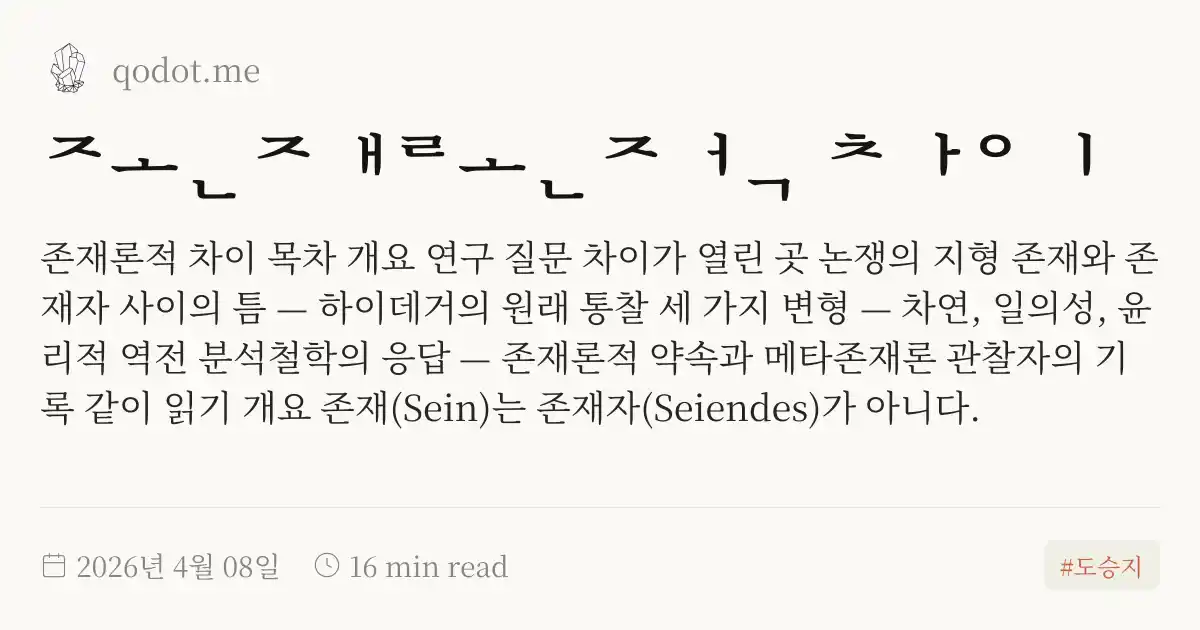 qodot.me
존재론적 차이
존재론적 차이 목차 개요 연구 질문 차이가 열린 곳 논쟁의 지형 존재와 존
재자 사이의 틈 — 하이데거의 원래 통찰 세 가지 변형 — 차연, 일의성, 윤
리적 역전 분석철학의 응답 — 존재론적 약속과 메타존재론 관찰자의 기
록 같이 읽기 개요 존재(Sein)는 존재자(Seiendes)가 아니다.
2026년 4월 08일 16 min read
#도승지